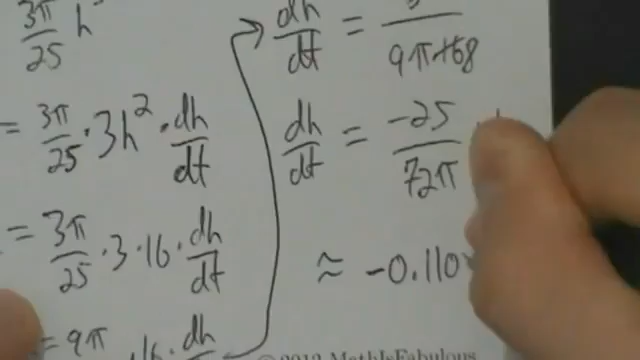 3π/25 h
= 3π/25 · 3h² · dh/dt
= 3π/25 · 3 · 16 · dh/dt
= 9π 16 · dh
dh/dt = 9π
dh/dt = -25/72π
≈ -0.110
©2012 MathIsFabulous